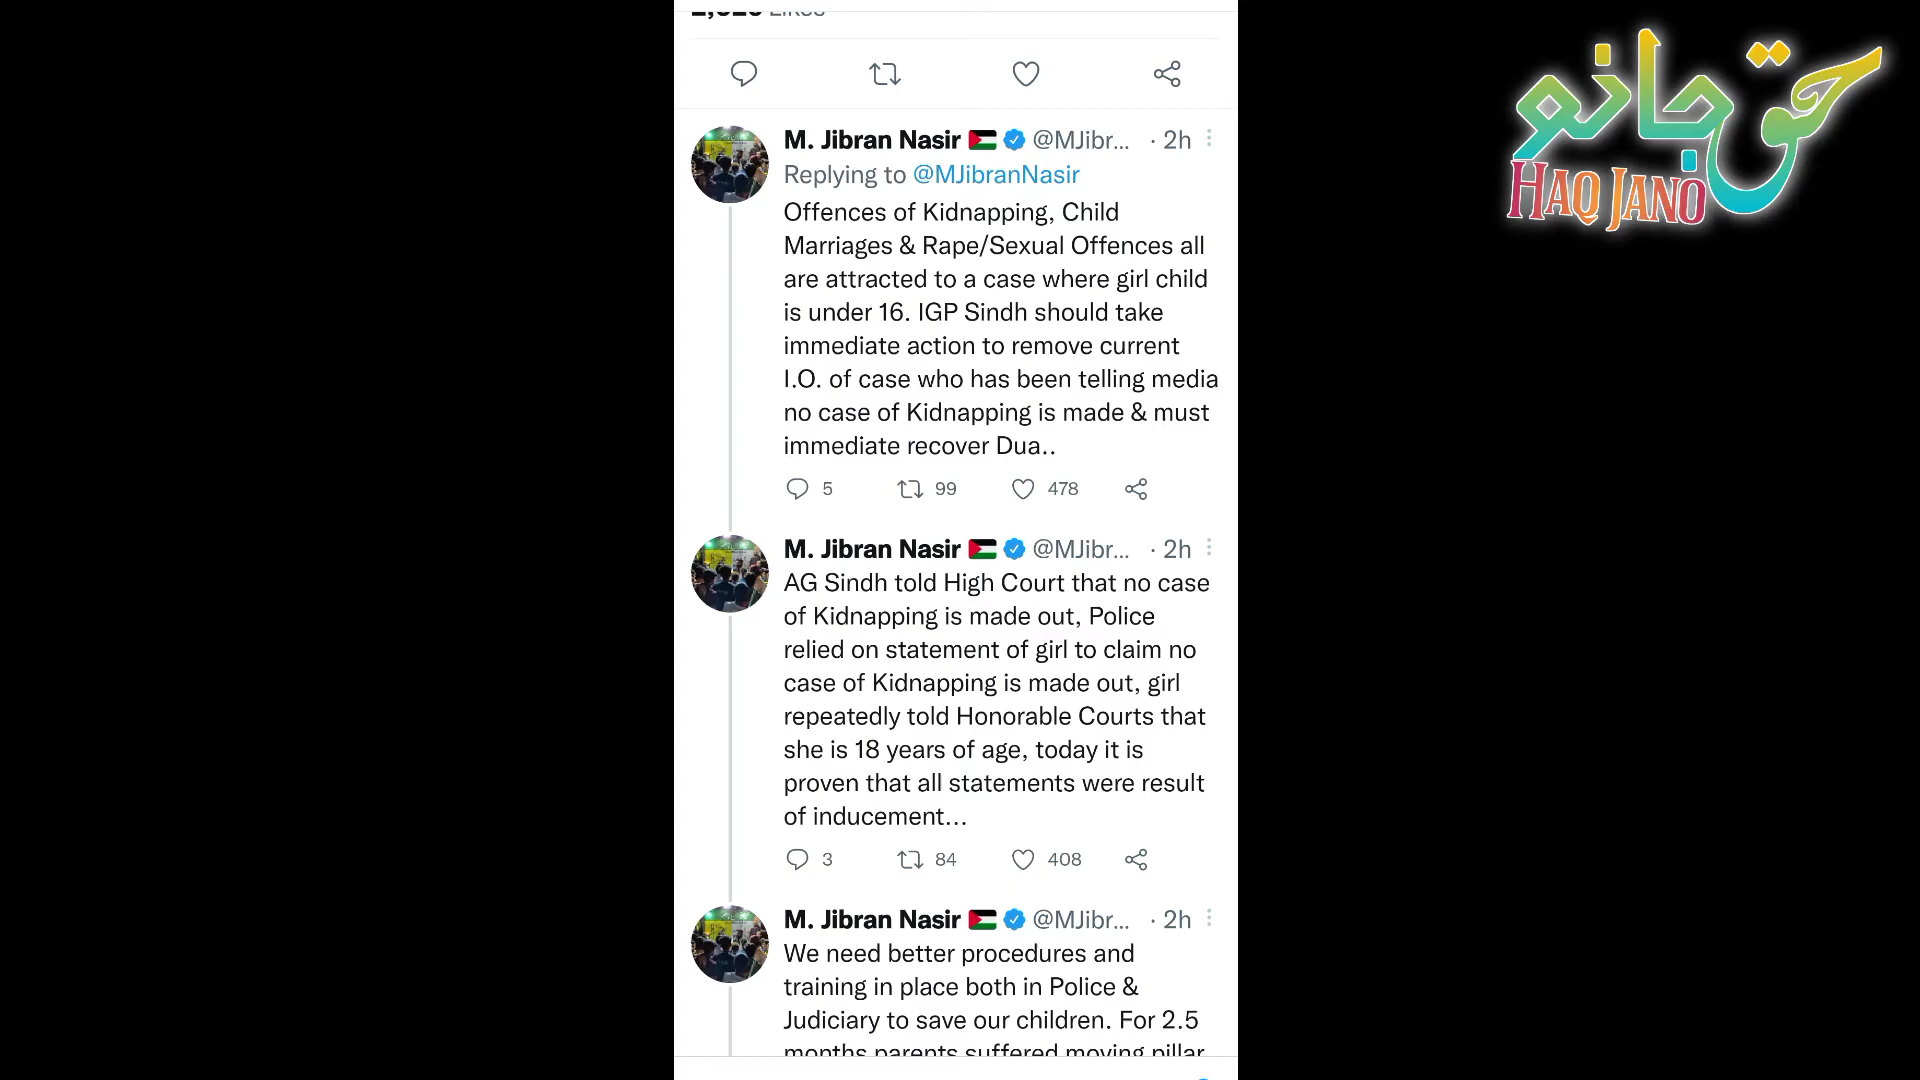 Likes
M. Jibran Nasir @MJibr... · 2h
Replying to @MJibranNasir
Offences of Kidnapping, Child
Marriages & Rape/Sexual Offences all
are attracted to a case where girl child
is under 16. IGP Sindh should take
immediate action to remove current
I.O. of case who has been telling media
no case of Kidnapping is made & must
immediate recover Dua..
5 99 478
M. Jibran Nasir @MJibr... · 2h
AG Sindh told High Court that no case
of Kidnapping is made out, Police
relied on statement of girl to claim no
case of Kidnapping is made out, girl
repeatedly told Honorable Courts that
she is 18 years of age, today it is
proven that all statements were result
of inducement...
3 84 408
M. Jibran Nasir @MJibr... · 2h
We need better procedures and
training in place both in Police &
Judiciary to save our children. For 2.5
months parents suffered moving pillar
حق جانو
HAQ JANO